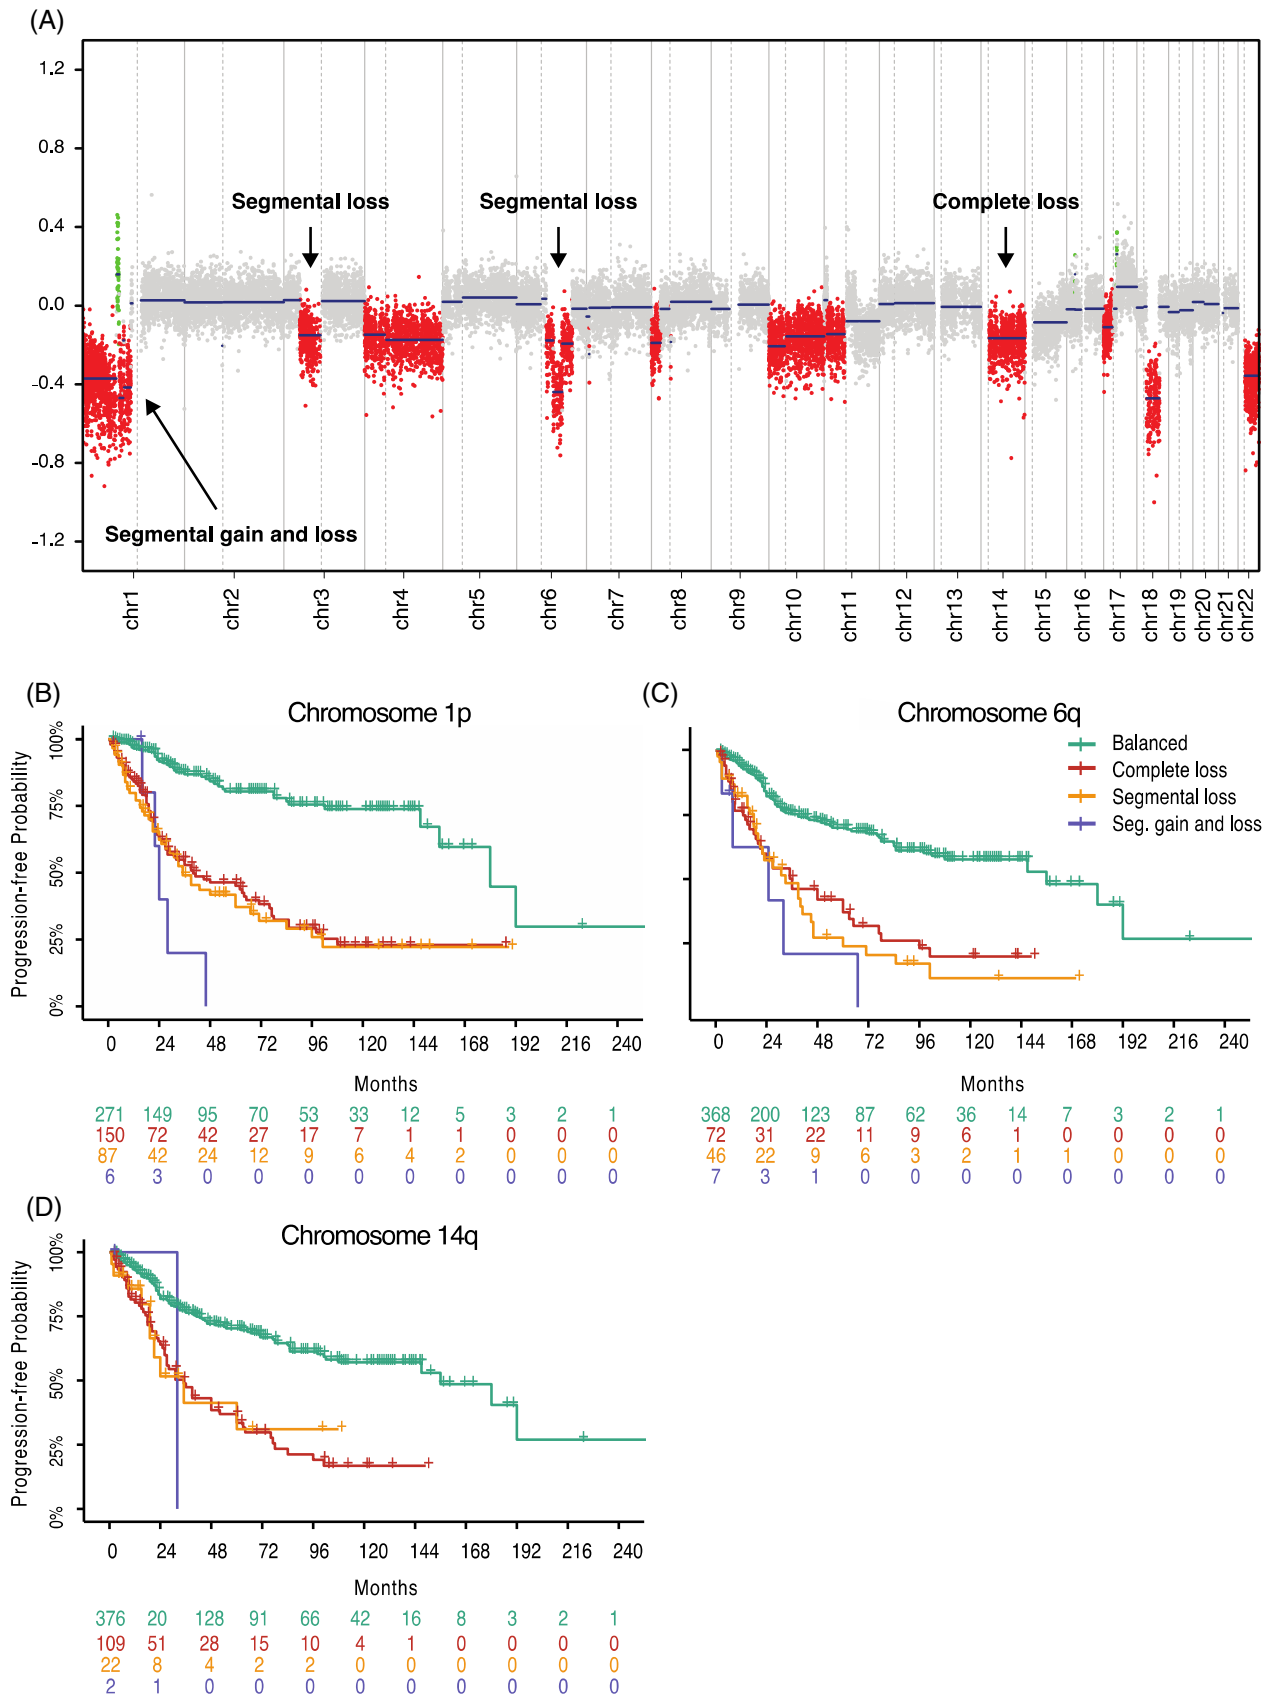 (A)
1.2
0.8
0.4
0.0
-0.4
-0.8
-1.2
Segmental loss
Segmental loss
Complete loss
Segmental gain and loss
chr1
chr2
chr3
chr4
chr5
chr6
chr7
chr8
chr9
chr10
chr11
chr12
chr13
chr14
chr15
chr16
chr17
chr18
chr19
chr20
chr21
chr22
(B)
Chromosome 1p
Progression-free Probability
100%
75%
50%
25%
0%
0 24 48 72 96 120 144 168 192 216 240
Months
271 149 95 70 53 33 12 5 3 2 1
150 72 42 27 17 7 1 1 0 0 0
87 42 24 12 9 6 4 2 0 0 0
6 3 0 0 0 0 0 0 0 0 0
(C)
Chromosome 6q
Balanced
Complete loss
Segmental loss
Seg. gain and loss
0 24 48 72 96 120 144 168 192 216 240
Months
368 200 123 87 62 36 14 7 3 2 1
72 31 22 11 9 6 1 0 0 0 0
46 22 9 6 3 2 1 1 0 0 0
7 3 1 0 0 0 0 0 0 0 0
(D)
Chromosome 14q
Progression-free Probability
100%
75%
50%
25%
0%
0 24 48 72 96 120 144 168 192 216 240
Months
376 20 128 91 66 42 16 8 3 2 1
109 51 28 15 10 4 1 0 0 0 0
22 8 4 2 2 0 0 0 0 0 0
2 1 0 0 0 0 0 0 0 0 0